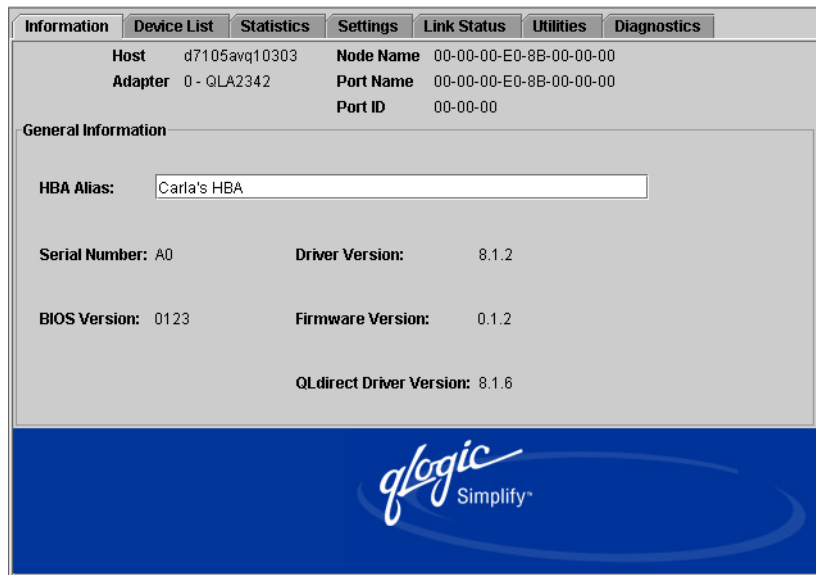 Information Device List Statistics Settings Link Status Utilities Diagnostics
Host d7105avq10303 Node Name 00-00-00-E0-8B-00-00-00
Adapter 0 - QLA2342 Port Name 00-00-00-E0-8B-00-00-00
Port ID 00-00-00
General Information
HBA Alias: Carla's HBA
Serial Number: A0 Driver Version: 8.1.2
BIOS Version: 0123 Firmware Version: 0.1.2
QLdirect Driver Version: 8.1.6
qlogic
Simplify™